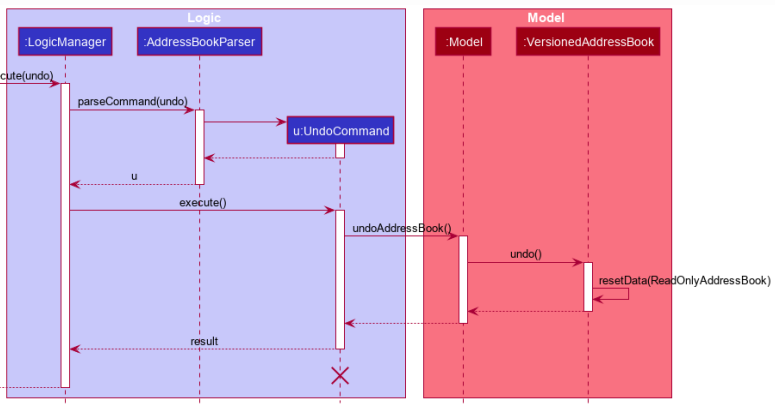 Logic
Model
:LogicManager
:AddressBookParser
:Model
:VersionedAddressBook
cute(undo)
parseCommand(undo)
u:UndoCommand
u
execute()
undoAddressBook()
undo()
resetData(ReadOnlyAddressBook)
result